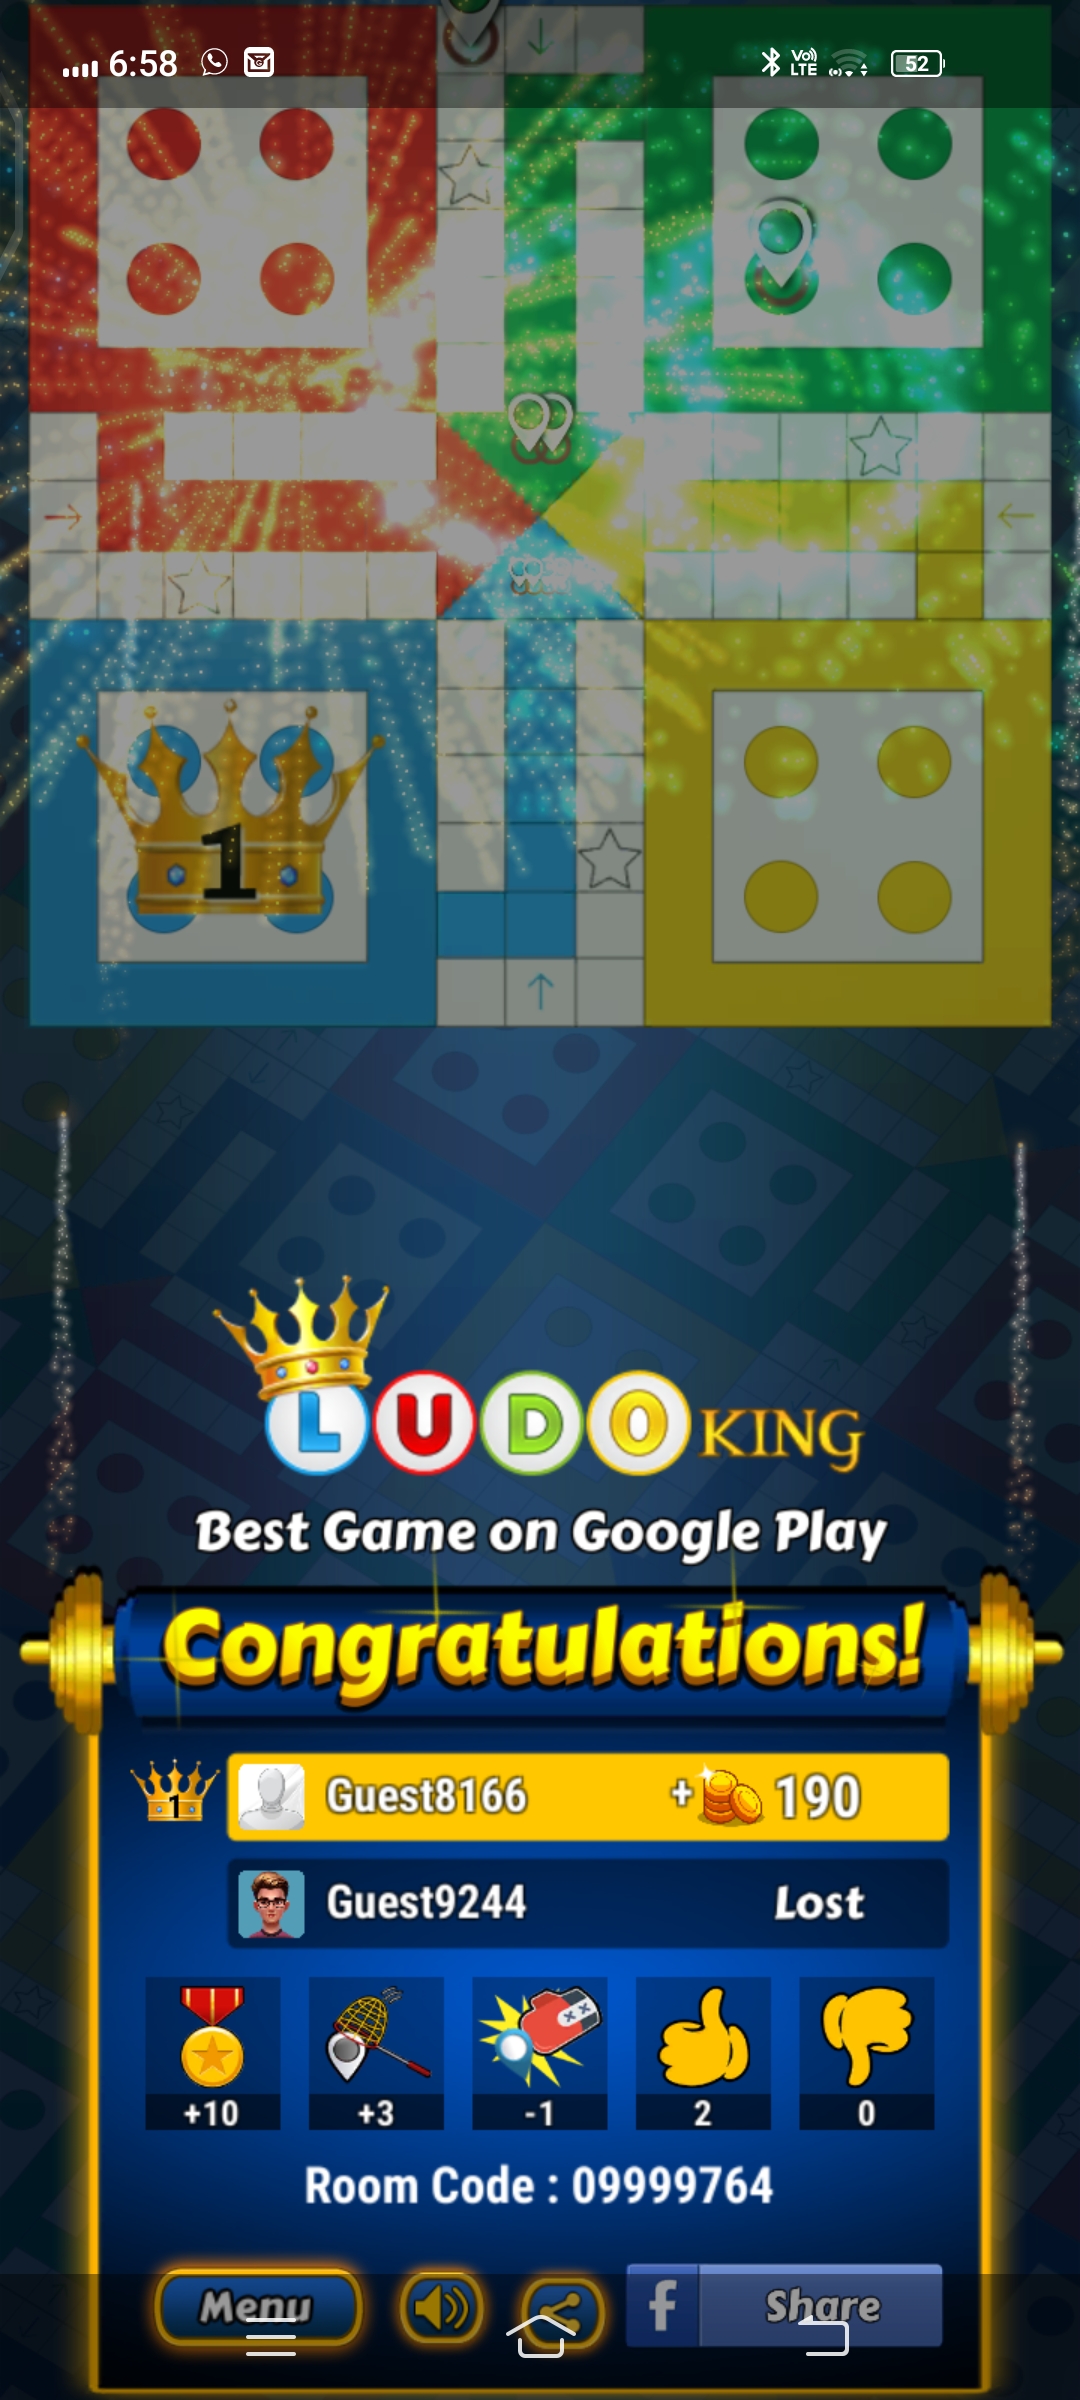 6:58
Vo)) LTE
52
1
LUDO KING
Best Game on Google Play
Congratulations!
1 Guest8166 + 190
Guest9244 Lost
+10 +3 -1 2 0
Room Code : 09999764
Menu f Share